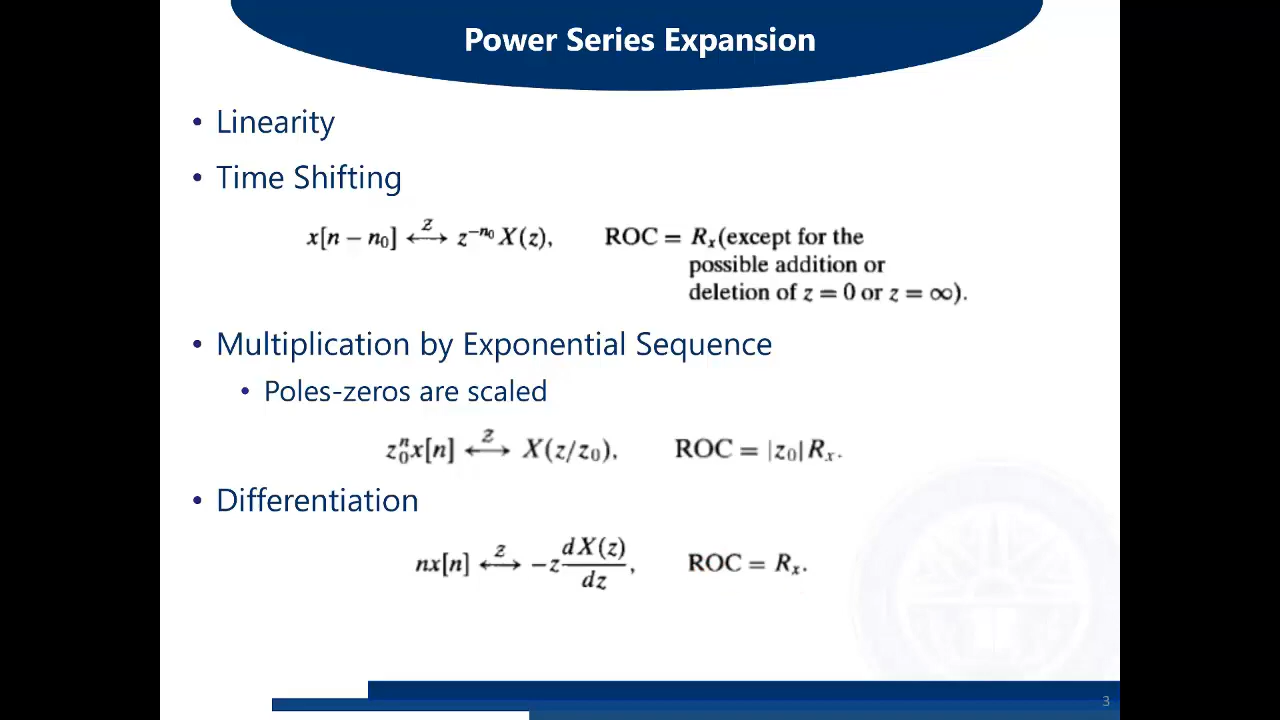 Power Series Expansion
• Linearity
• Time Shifting
x[n − n₀] ←Z→ z⁻ⁿ⁰ X(z), ROC = Rₓ(except for the
possible addition or
deletion of z = 0 or z = ∞).
• Multiplication by Exponential Sequence
• Poles-zeros are scaled
z₀ⁿx[n] ←Z→ X(z/z₀), ROC = |z₀|Rₓ.
• Differentiation
nx[n] ←Z→ −z dX(z)/dz, ROC = Rₓ.
3